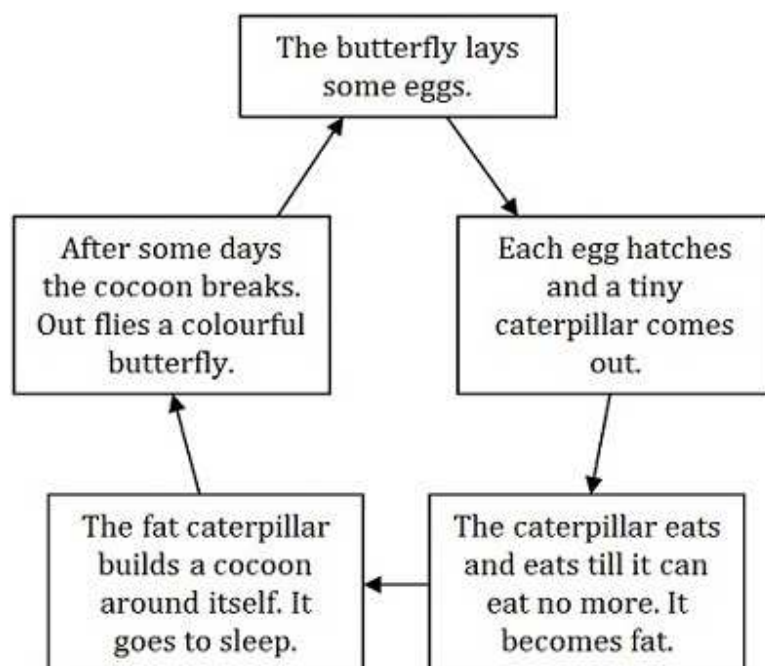 The butterfly lays
some eggs.
Each egg hatches
and a tiny
caterpillar comes
out.
The caterpillar eats
and eats till it can
eat no more. It
becomes fat.
The fat caterpillar
builds a cocoon
around itself. It
goes to sleep.
After some days
the cocoon breaks.
Out flies a colourful
butterfly.